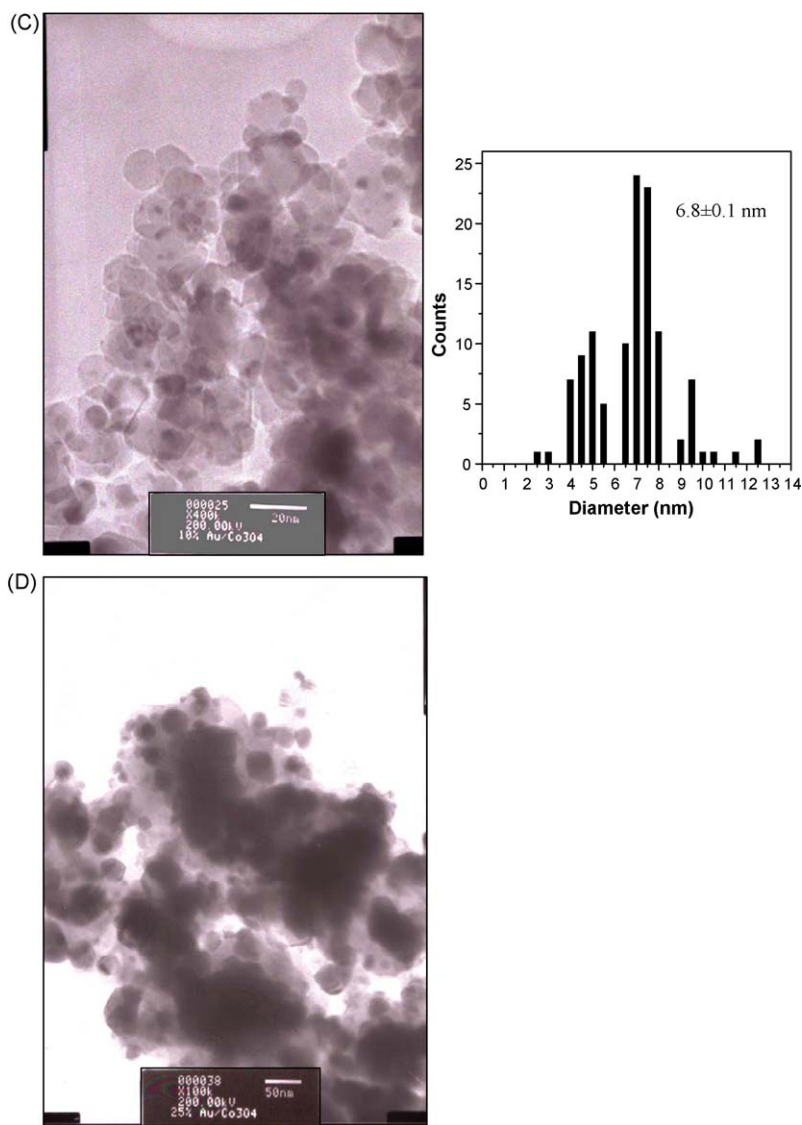 (C)
000025
X400k
20nm
200.00kV
10% Au/Co3O4
25
20
15
10
5
0
Counts
6.8±0.1 nm
0 1 2 3 4 5 6 7 8 9 10 11 12 13 14
Diameter (nm)
(D)
000038
X100k
50nm
200.00kV
25% Au/Co3O4